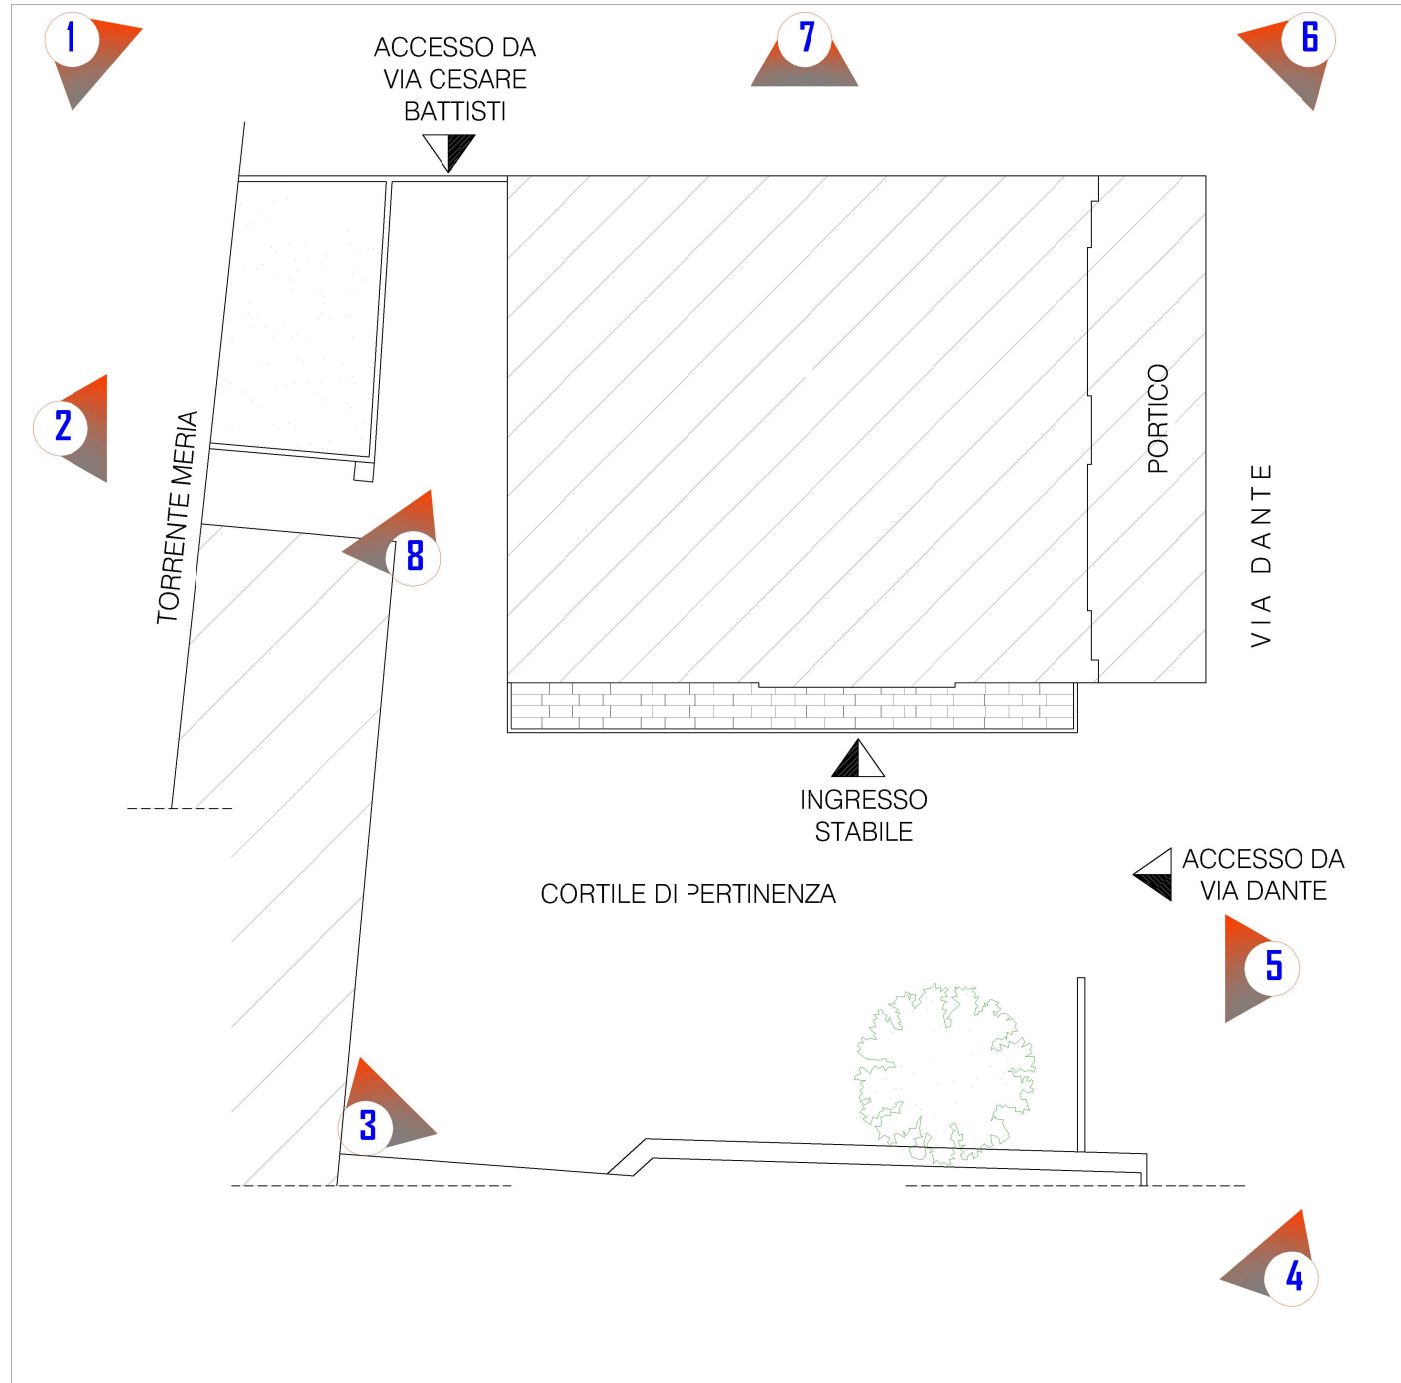 1
7
6
ACCESSO DA
VIA CESARE
BATTISTI
2
TORRENTE MERIA
PORTICO
VIA DANTE
8
INGRESSO
STABILE
ACCESSO DA
VIA DANTE
CORTILE DI PERTINENZA
5
3
4